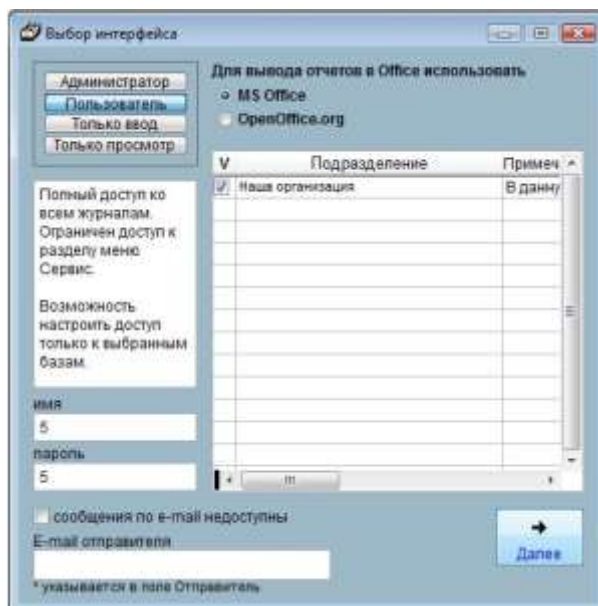 Выбор интерфейса
Администратор
Пользователь
Только ввод
Только просмотр
Для вывода отчетов в Office использовать
MS Office
OpenOffice.org
V Подразделение Примеч
Наша организация В данну
Полный доступ ко
всем журналам.
Ограничен доступ к
разделу меню
Сервис.
Возможность
настроить доступ
только к выбранным
базам.
имя
5
пароль
5
сообщения по e-mail недоступны
E-mail отправителя
* указывается в поле Отправитель
Далее